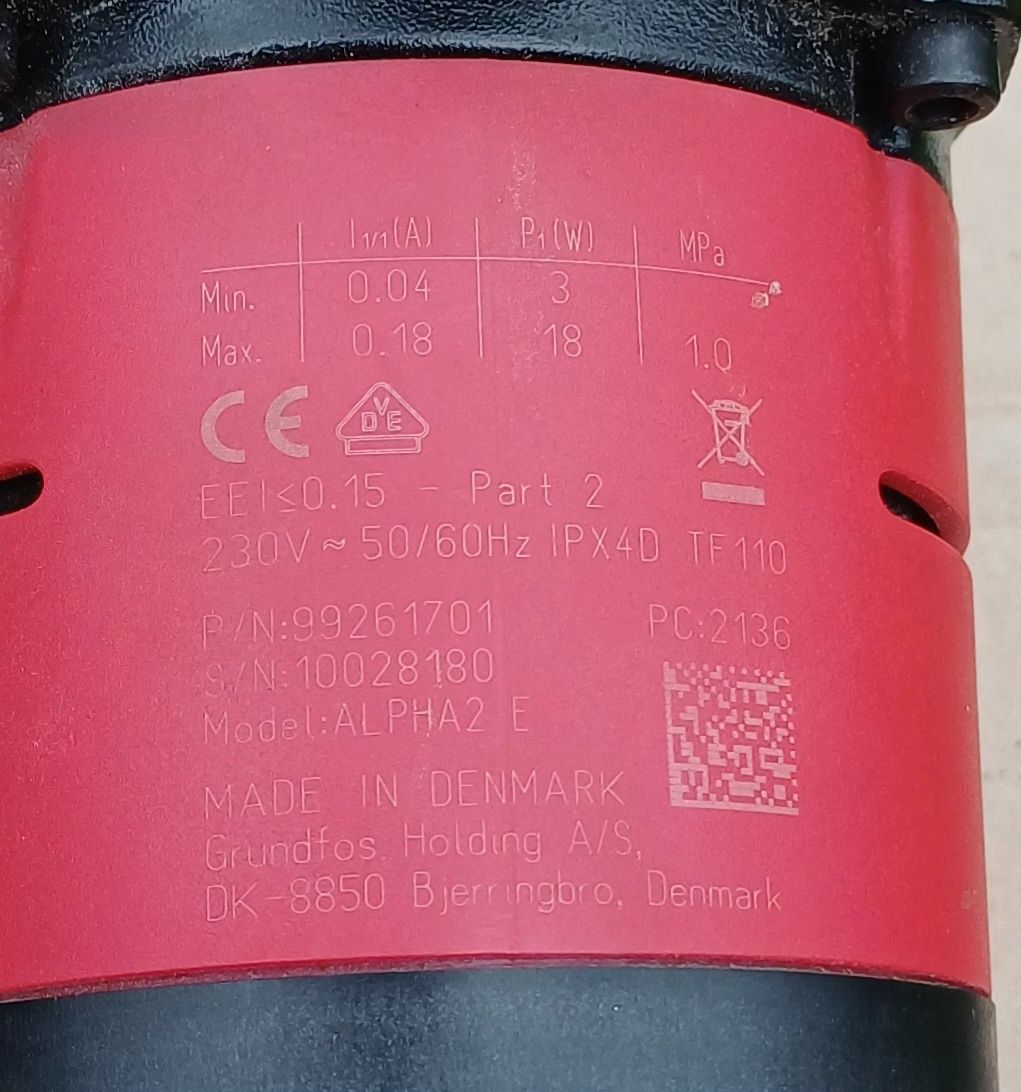 I1/1(A) P1(W) MPa
Min. 0.04 3
Max. 0.18 18 1.0
CE VDE
EEI≤0.15 - Part 2
230V ≈ 50/60Hz IPX4D TF110
P/N:99261701 PC:2136
S/N:10028180
Model:ALPHA2 E
MADE IN DENMARK
Grundfos Holding A/S,
DK-8850 Bjerringbro, Denmark